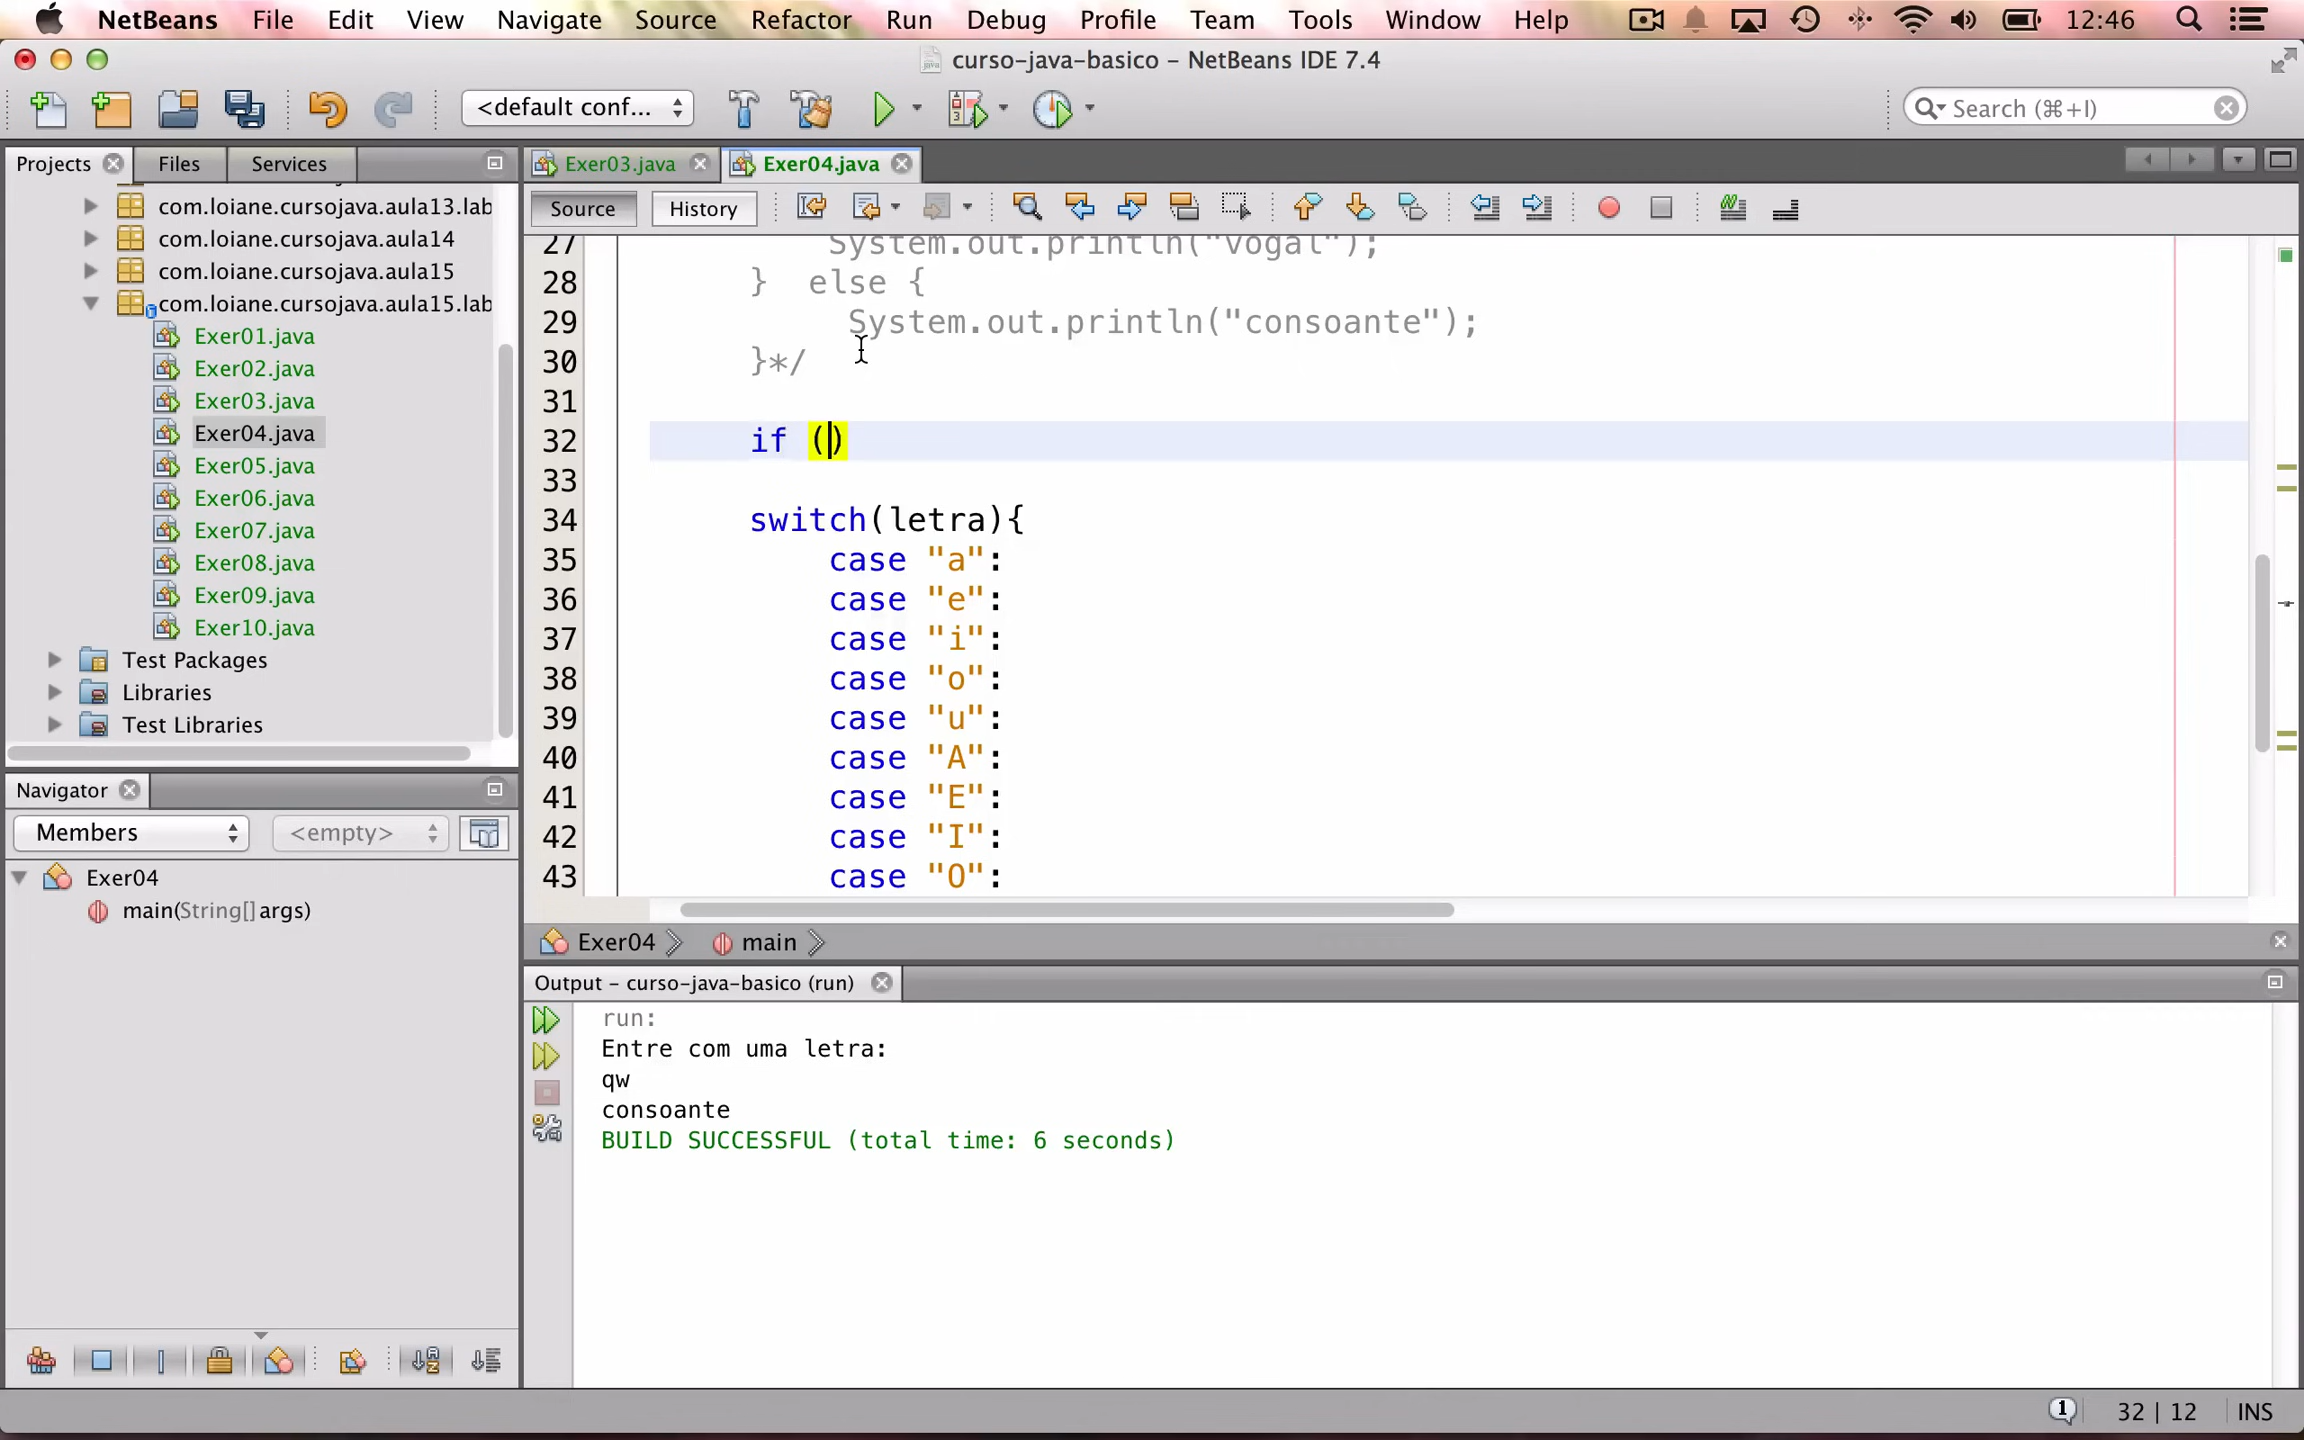 NetBeans File Edit View Navigate Source Refactor Run Debug Profile Team Tools Window Help 12:46
curso-java-basico – NetBeans IDE 7.4
<default conf... Search (⌘+I)
Projects Files Services
com.loiane.cursojava.aula13.lab
com.loiane.cursojava.aula14
com.loiane.cursojava.aula15
com.loiane.cursojava.aula15.lab
Exer01.java
Exer02.java
Exer03.java
Exer04.java
Exer05.java
Exer06.java
Exer07.java
Exer08.java
Exer09.java
Exer10.java
Test Packages
Libraries
Test Libraries
Navigator
Members <empty>
Exer04
main(String[] args)
Exer03.java Exer04.java
Source History
27 System.out.println("vogal");
28 } else {
29 System.out.println("consoante");
30 }*/
31
32 if ()
33
34 switch(letra){
35 case "a":
36 case "e":
37 case "i":
38 case "o":
39 case "u":
40 case "A":
41 case "E":
42 case "I":
43 case "O":
Exer04 main
Output – curso-java-basico (run)
run:
Entre com uma letra:
qw
consoante
BUILD SUCCESSFUL (total time: 6 seconds)
1 32 | 12 INS